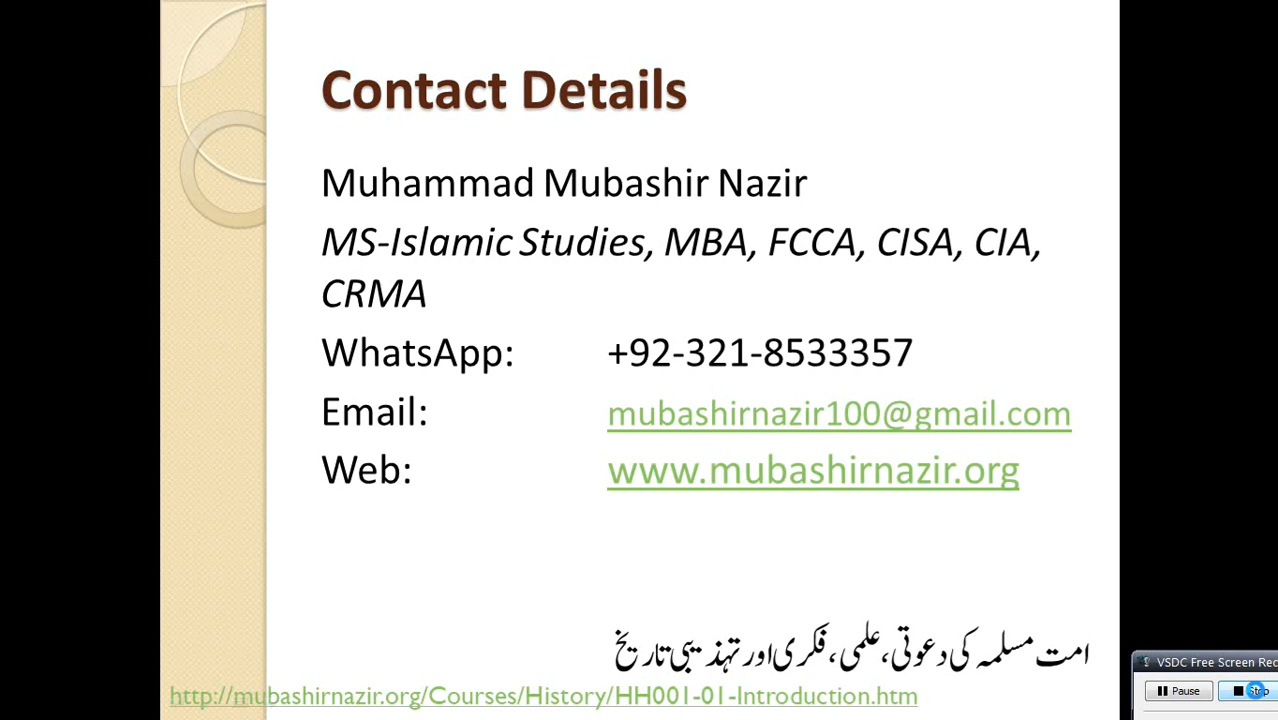 Contact Details
Muhammad Mubashir Nazir
MS-Islamic Studies, MBA, FCCA, CISA, CIA,
CRMA
WhatsApp: +92-321-8533357
Email: mubashirnazir100@gmail.com
Web: www.mubashirnazir.org
امت مسلمہ کی دعوتی، علمی، فکری اور تہذیبی تاریخ
http://mubashirnazir.org/Courses/History/HH001-01-Introduction.htm
VSDC Free Screen Rec
Pause Stop